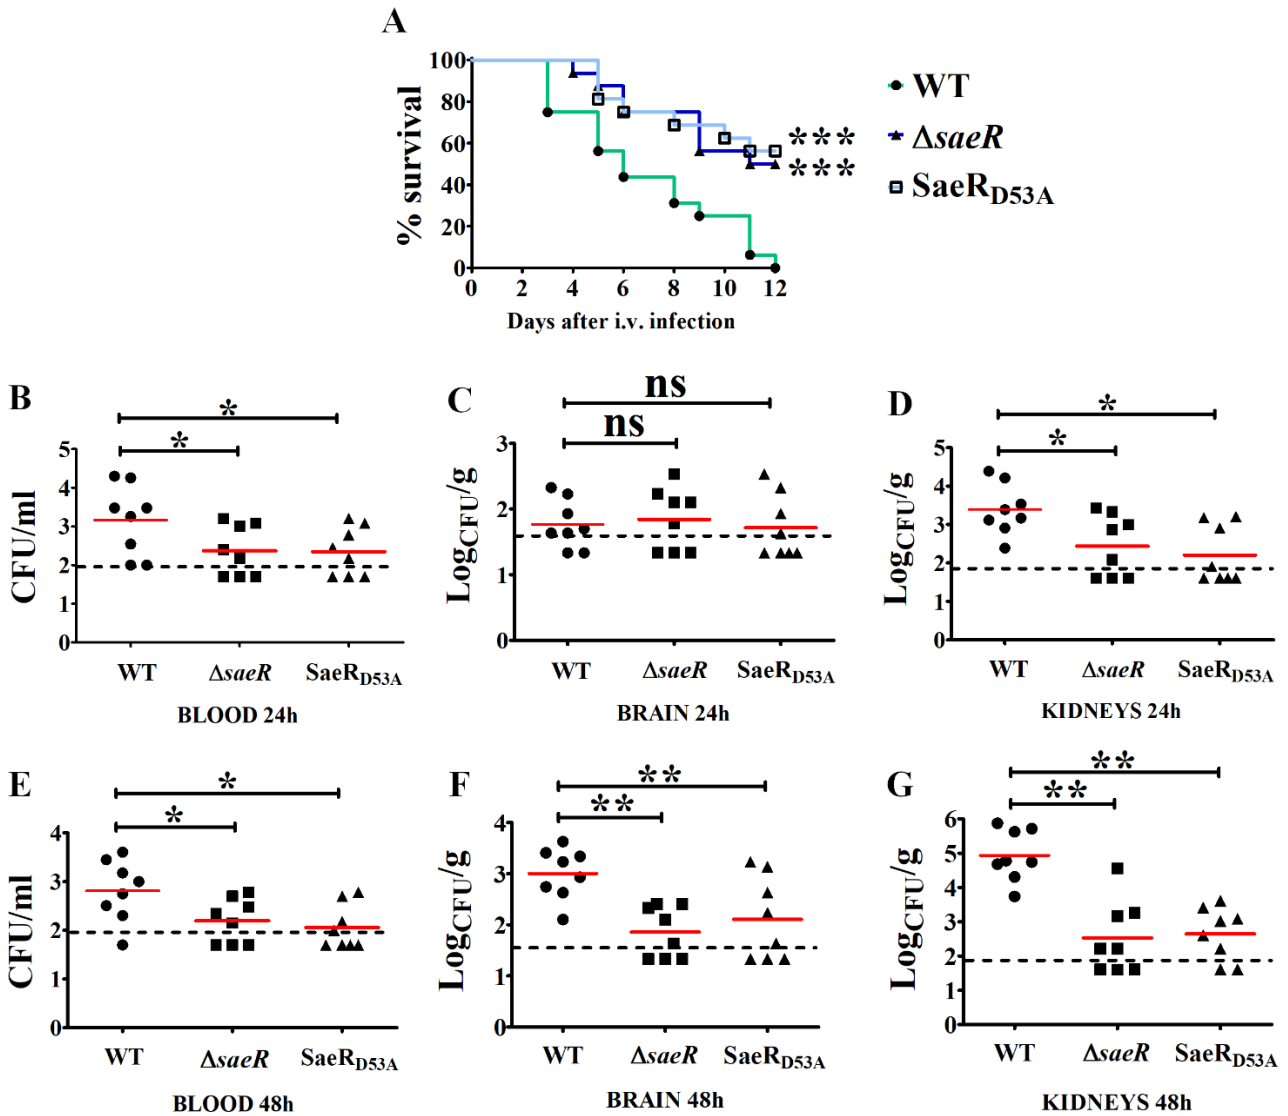 A
100
80
60
40
20
0
% survival
0 2 4 6 8 10 12
Days after i.v. infection
***
***
WT
ΔsaeR
SaeRD53A
B
*
*
5
4
3
2
1
0
CFU/ml
WT ΔsaeR SaeRD53A
BLOOD 24h
C
ns
ns
3
2
1
0
LogCFU/g
WT ΔsaeR SaeRD53A
BRAIN 24h
D
*
*
5
4
3
2
1
0
LogCFU/g
WT ΔsaeR SaeRD53A
KIDNEYS 24h
E
*
*
4
3
2
1
0
CFU/ml
WT ΔsaeR SaeRD53A
BLOOD 48h
F
**
**
4
3
2
1
0
LogCFU/g
WT ΔsaeR SaeRD53A
BRAIN 48h
G
**
**
6
5
4
3
2
1
0
LogCFU/g
WT ΔsaeR SaeRD53A
KIDNEYS 48h